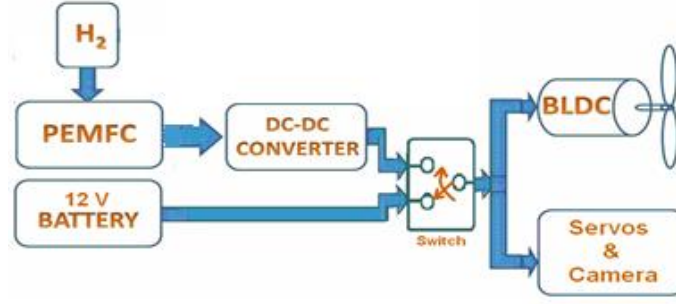 H₂
PEMFC
DC-DC
CONVERTER
12 V
BATTERY
Switch
BLDC
Servos
&
Camera